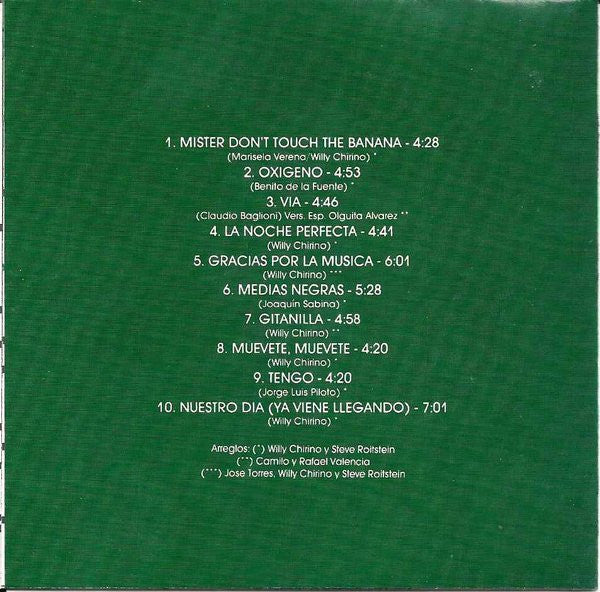 1. MISTER DON'T TOUCH THE BANANA - 4:28
(Marisela Verena/Willy Chirino) *
2. OXIGENO - 4:53
(Benito de la Fuente) *
3. VIA - 4:46
(Claudio Baglioni) Vers. Esp. Olguita Alvarez **
4. LA NOCHE PERFECTA - 4:41
(Willy Chirino) *
5. GRACIAS POR LA MUSICA - 6:01
(Willy Chirino) ***
6. MEDIAS NEGRAS - 5:28
(Joaquín Sabina) *
7. GITANILLA - 4:58
(Willy Chirino) **
8. MUEVETE, MUEVETE - 4:20
(Willy Chirino) *
9. TENGO - 4:20
(Jorge Luis Piloto) *
10. NUESTRO DIA (YA VIENE LLEGANDO) - 7:01
(Willy Chirino) *
Arreglos: (*) Willy Chirino y Steve Roitstein
(**) Camilo y Rafael Valencia
(***) Jose Torres, Willy Chirino y Steve Roitstein